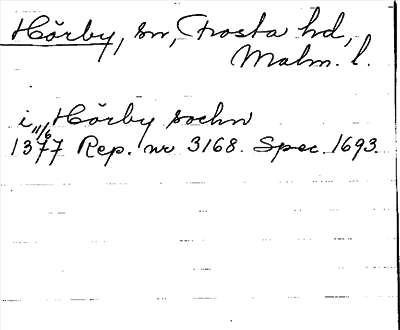 Hörby, sn, Frosta hd,
Malm. l.
i Hörby sochn
11/6 1377 Rep. nr 3168. Spec. 1693.